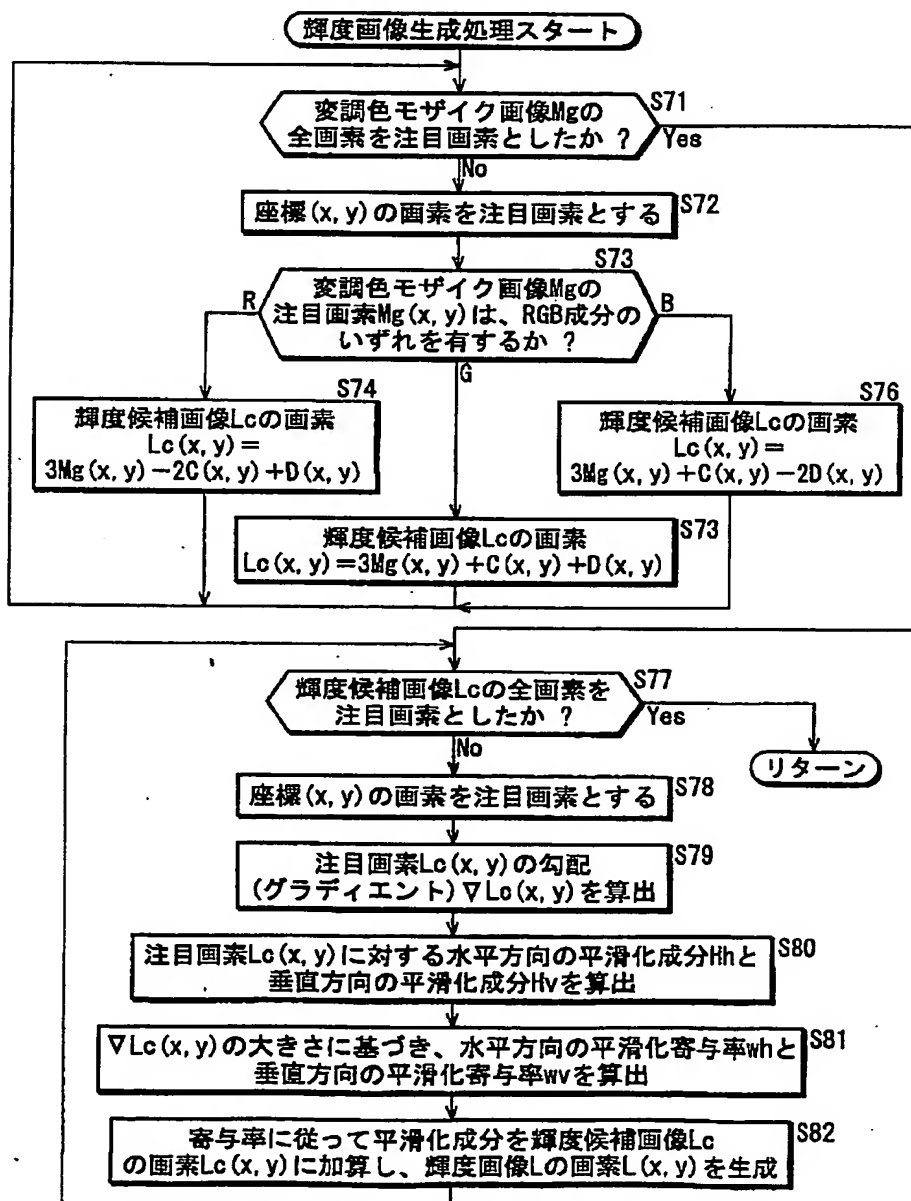 輝度画像生成処理スタート
変調色モザイク画像Mgの
全画素を注目画素としたか ?
S71
Yes
No
座標(x, y)の画素を注目画素とする
S72
S73
変調色モザイク画像Mgの
注目画素Mg(x, y)は、RGB成分の
いずれを有するか ?
R
B
G
S74
輝度候補画像Lcの画素
Lc(x, y)=
3Mg(x, y)−2C(x, y)+D(x, y)
S76
輝度候補画像Lcの画素
Lc(x, y)=
3Mg(x, y)+C(x, y)−2D(x, y)
S73
輝度候補画像Lcの画素
Lc(x, y)=3Mg(x, y)+C(x, y)+D(x, y)
輝度候補画像Lcの全画素を
注目画素としたか ?
S77
Yes
No
リターン
座標(x, y)の画素を注目画素とする
S78
注目画素Lc(x, y)の勾配
(グラディエント)∇Lc(x, y)を算出
S79
注目画素Lc(x, y)に対する水平方向の平滑化成分Hhと
垂直方向の平滑化成分Hvを算出
S80
∇Lc(x, y)の大きさに基づき、水平方向の平滑化寄与率whと
垂直方向の平滑化寄与率wvを算出
S81
寄与率に従って平滑化成分を輝度候補画像Lc
の画素Lc(x, y)に加算し、輝度画像Lの画素L(x, y)を生成
S82